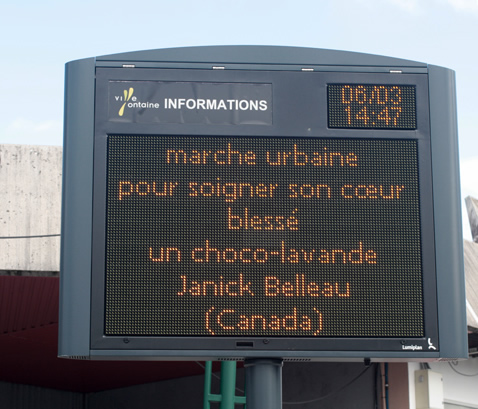 ville fontaine INFORMATIONS
06/03
14:47
marche urbaine
pour soigner son cœur
blessé
un choco-lavande
Janick Belleau
(Canada)
Lumiplan